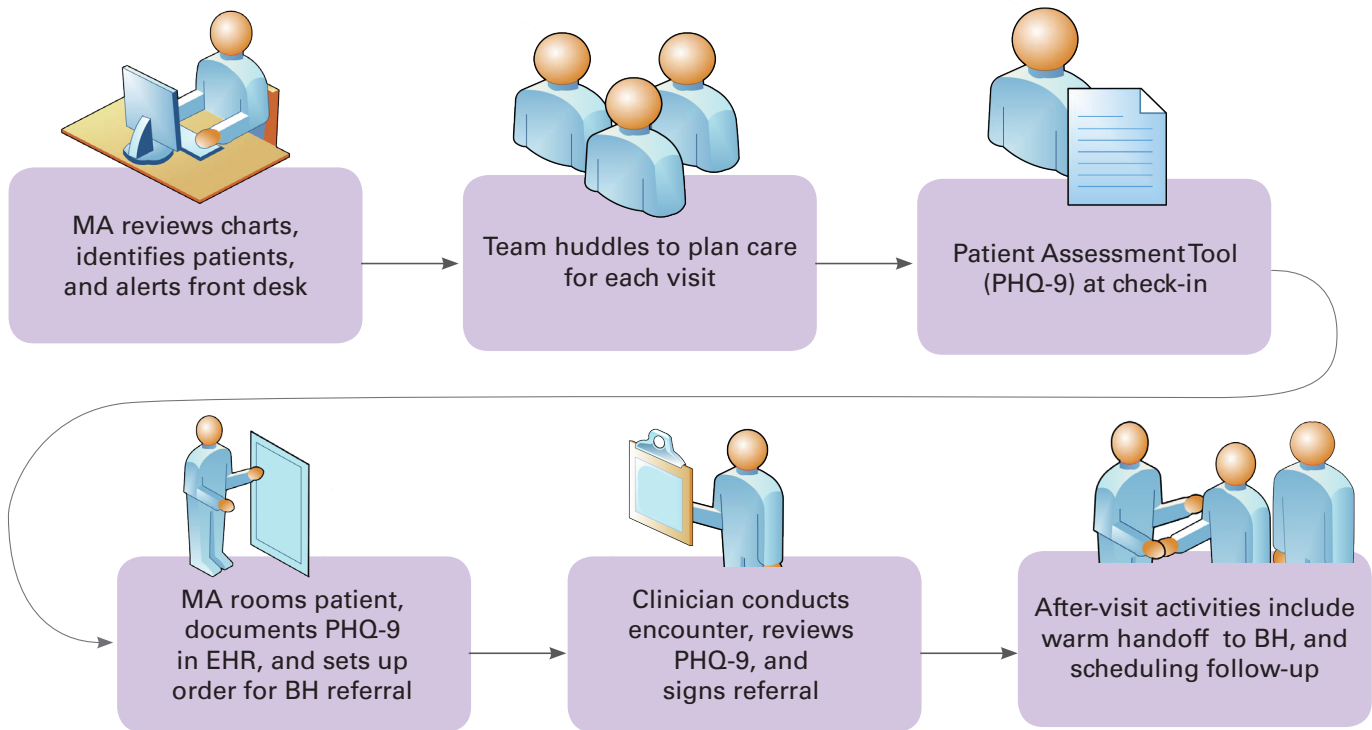 MA reviews charts,
identifies patients,
and alerts front desk
Team huddles to plan care
for each visit
Patient Assessment Tool
(PHQ-9) at check-in
MA rooms patient,
documents PHQ-9
in EHR, and sets up
order for BH referral
Clinician conducts
encounter, reviews
PHQ-9, and
signs referral
After-visit activities include
warm handoff to BH, and
scheduling follow-up